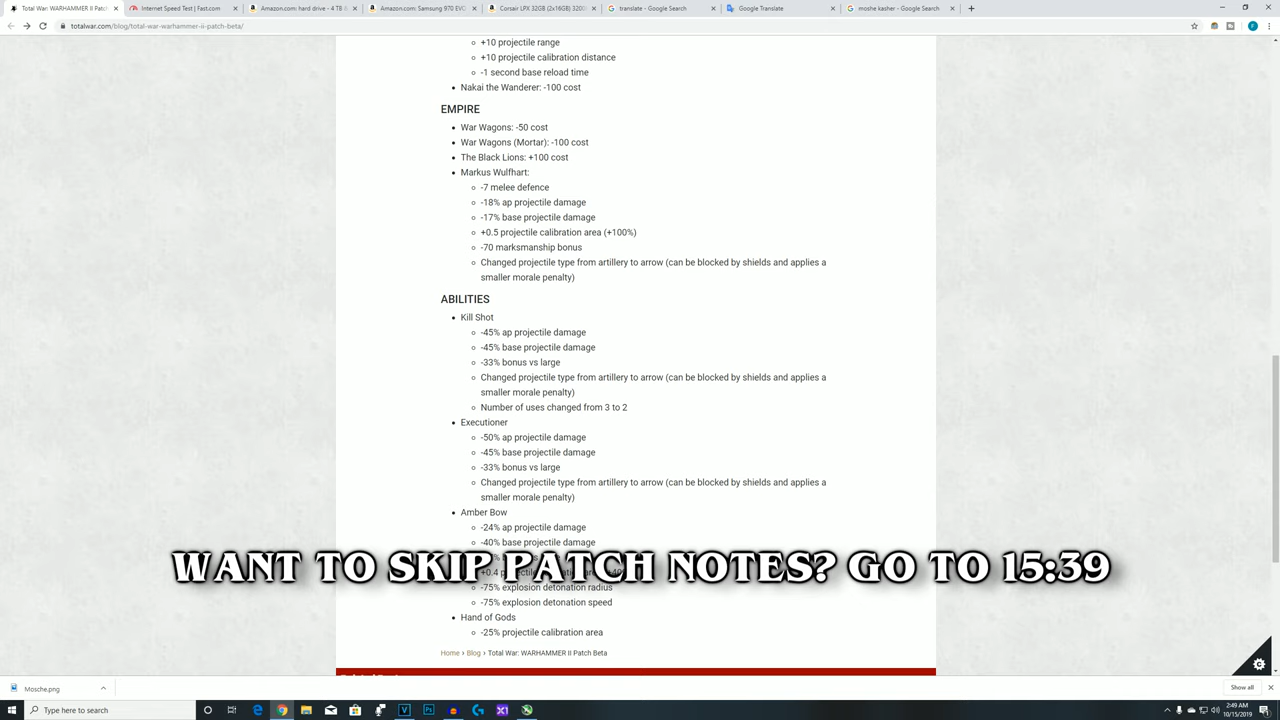 Total War: WARHAMMER II Patch
Internet Speed Test | Fast.com
Amazon.com: hard drive - 4 TB &
Amazon.com: Samsung 970 EVO
Corsair LPX 32GB (2x16GB) 3200
translate - Google Search
Google Translate
moshe kasher - Google Search
totalwar.com/blog/total-war-warhammer-ii-patch-beta/
+10 projectile range
+10 projectile calibration distance
-1 second base reload time
Nakai the Wanderer: -100 cost
EMPIRE
War Wagons: -50 cost
War Wagons (Mortar): -100 cost
The Black Lions: +100 cost
Markus Wulfhart:
-7 melee defence
-18% ap projectile damage
-17% base projectile damage
+0.5 projectile calibration area (+100%)
-70 marksmanship bonus
Changed projectile type from artillery to arrow (can be blocked by shields and applies a
smaller morale penalty)
ABILITIES
Kill Shot
-45% ap projectile damage
-45% base projectile damage
-33% bonus vs large
Changed projectile type from artillery to arrow (can be blocked by shields and applies a
smaller morale penalty)
Number of uses changed from 3 to 2
Executioner
-50% ap projectile damage
-45% base projectile damage
-33% bonus vs large
Changed projectile type from artillery to arrow (can be blocked by shields and applies a
smaller morale penalty)
Amber Bow
-24% ap projectile damage
-40% base projectile damage
WANT TO SKIP PATCH NOTES? GO TO 15:39
-75% explosion detonation radius
-75% explosion detonation speed
Hand of Gods
-25% projectile calibration area
Home › Blog › Total War: WARHAMMER II Patch Beta
Mosche.png
Show all
Type here to search
2:49 AM
10/15/2019